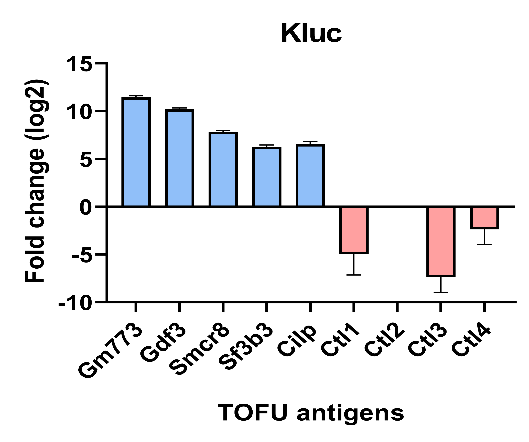 Kluc
Fold change (log2)
15
10
5
0
-5
-10
Gm773
Gdf3
Smcr8
Sf3b3
Cilp
Ctl1
Ctl2
Ctl3
Ctl4
TOFU antigens